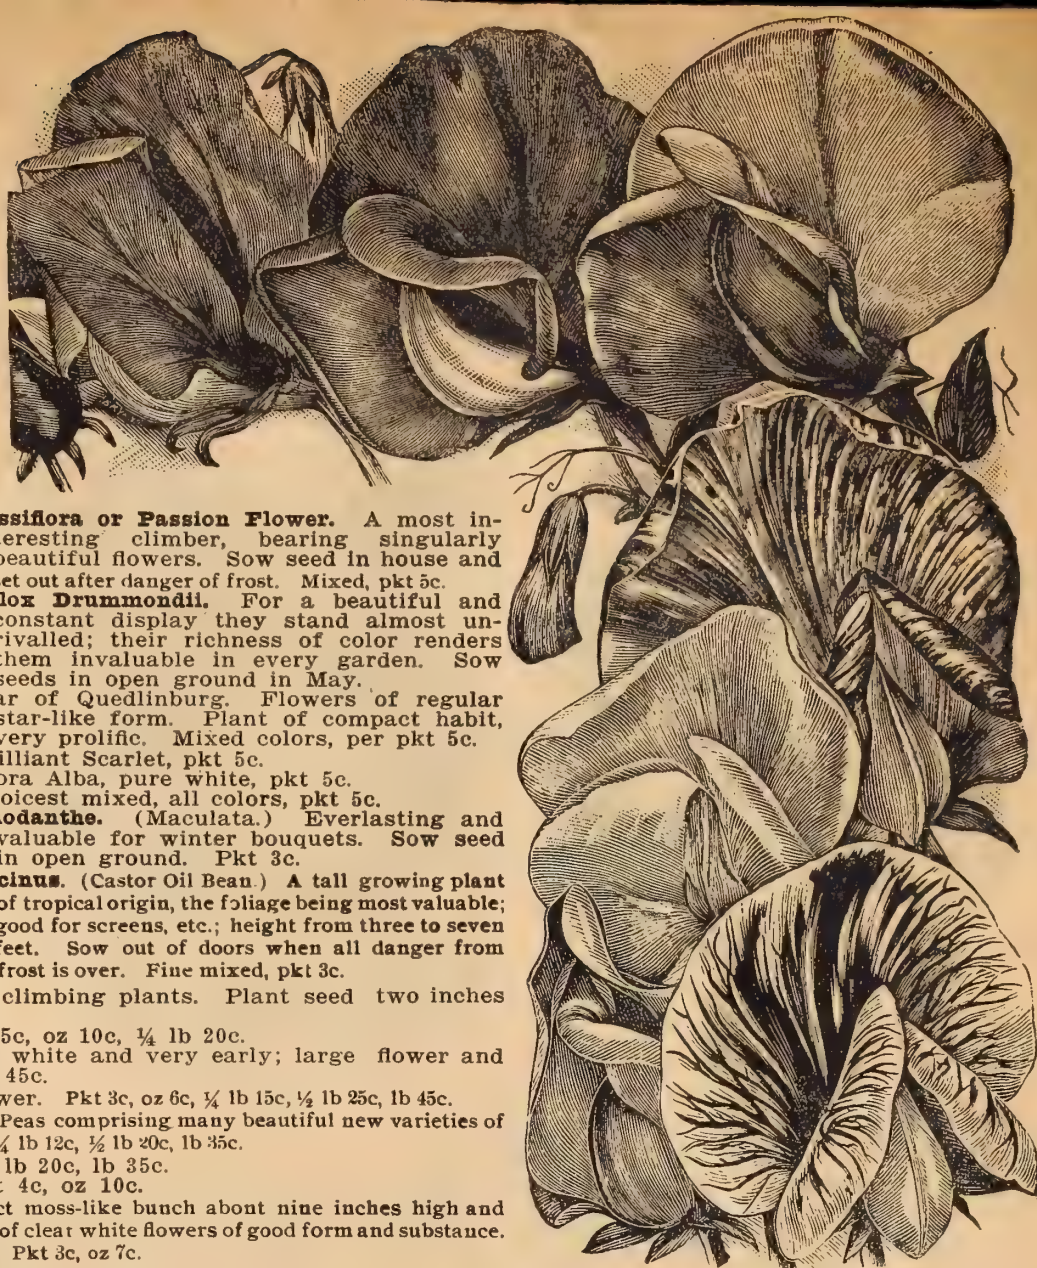 ssiflora or Passion Flower. A most in-
teresting climber, bearing singularly
beautiful flowers. Sow seed in house and
set out after danger of frost. Mixed, pkt 5c.
lox Drummondii. For a beautiful and
constant display they stand almost un-
rivalled; their richness of color renders
them invaluable in every garden. Sow
seeds in open ground in May.
ar of Quedlinburg. Flowers of regular
star-like form. Plant of compact habit,
very prolific. Mixed colors, per pkt 5c.
illiant Scarlet, pkt 5c.
ora Alba, pure white, pkt 5c.
oicest mixed, all colors, pkt 5c.
odanthe. (Maculata.) Everlasting and
valuable for winter bouquets. Sow seed
in open ground. Pkt 3c.
cinus. (Castor Oil Bean.) A tall growing plant
of tropical origin, the foliage being most valuable;
good for screens, etc.; height from three to seven
feet. Sow out of doors when all danger from
frost is over. Fine mixed, pkt 3c.
climbing plants. Plant seed two inches
5c, oz 10c, ¼ lb 20c.
white and very early; large flower and
45c.
wer. Pkt 3c, oz 6c, ¼ lb 15c, ½ lb 25c, lb 45c.
Peas comprising many beautiful new varieties of
¼ lb 12c, ½ lb 20c, lb 35c.
lb 20c, lb 35c.
t 4c, oz 10c.
ct moss-like bunch about nine inches high and
of clear white flowers of good form and substance.
Pkt 3c, oz 7c.